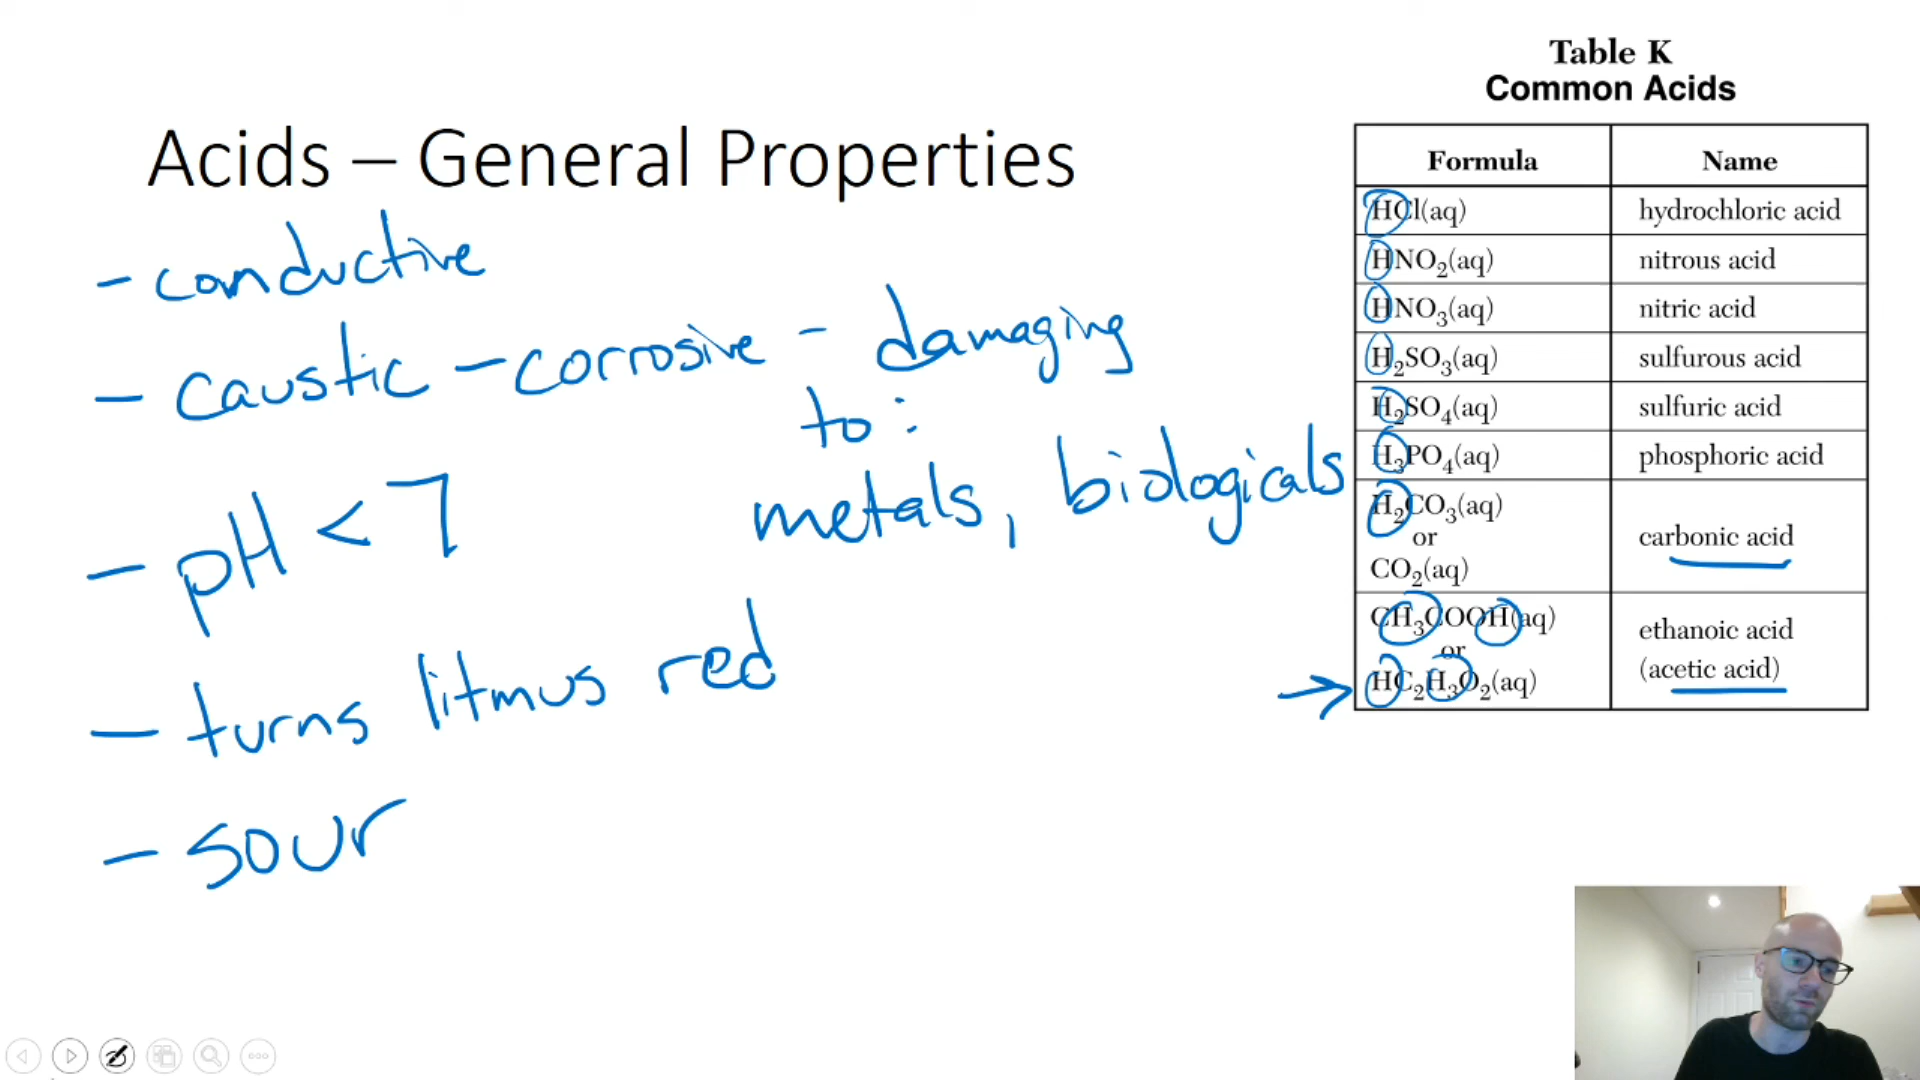 Acids – General Properties
- conductive
- caustic - corrosive - damaging
to:
metals, biologicals
- pH < 7
- turns litmus red
- sour
Table K
Common Acids
Formula Name
HCl(aq) hydrochloric acid
HNO₂(aq) nitrous acid
HNO₃(aq) nitric acid
H₂SO₃(aq) sulfurous acid
H₂SO₄(aq) sulfuric acid
H₃PO₄(aq) phosphoric acid
H₂CO₃(aq)
or
CO₂(aq)
carbonic acid
CH₃COOH(aq)
or
HC₂H₃O₂(aq)
ethanoic acid
(acetic acid)